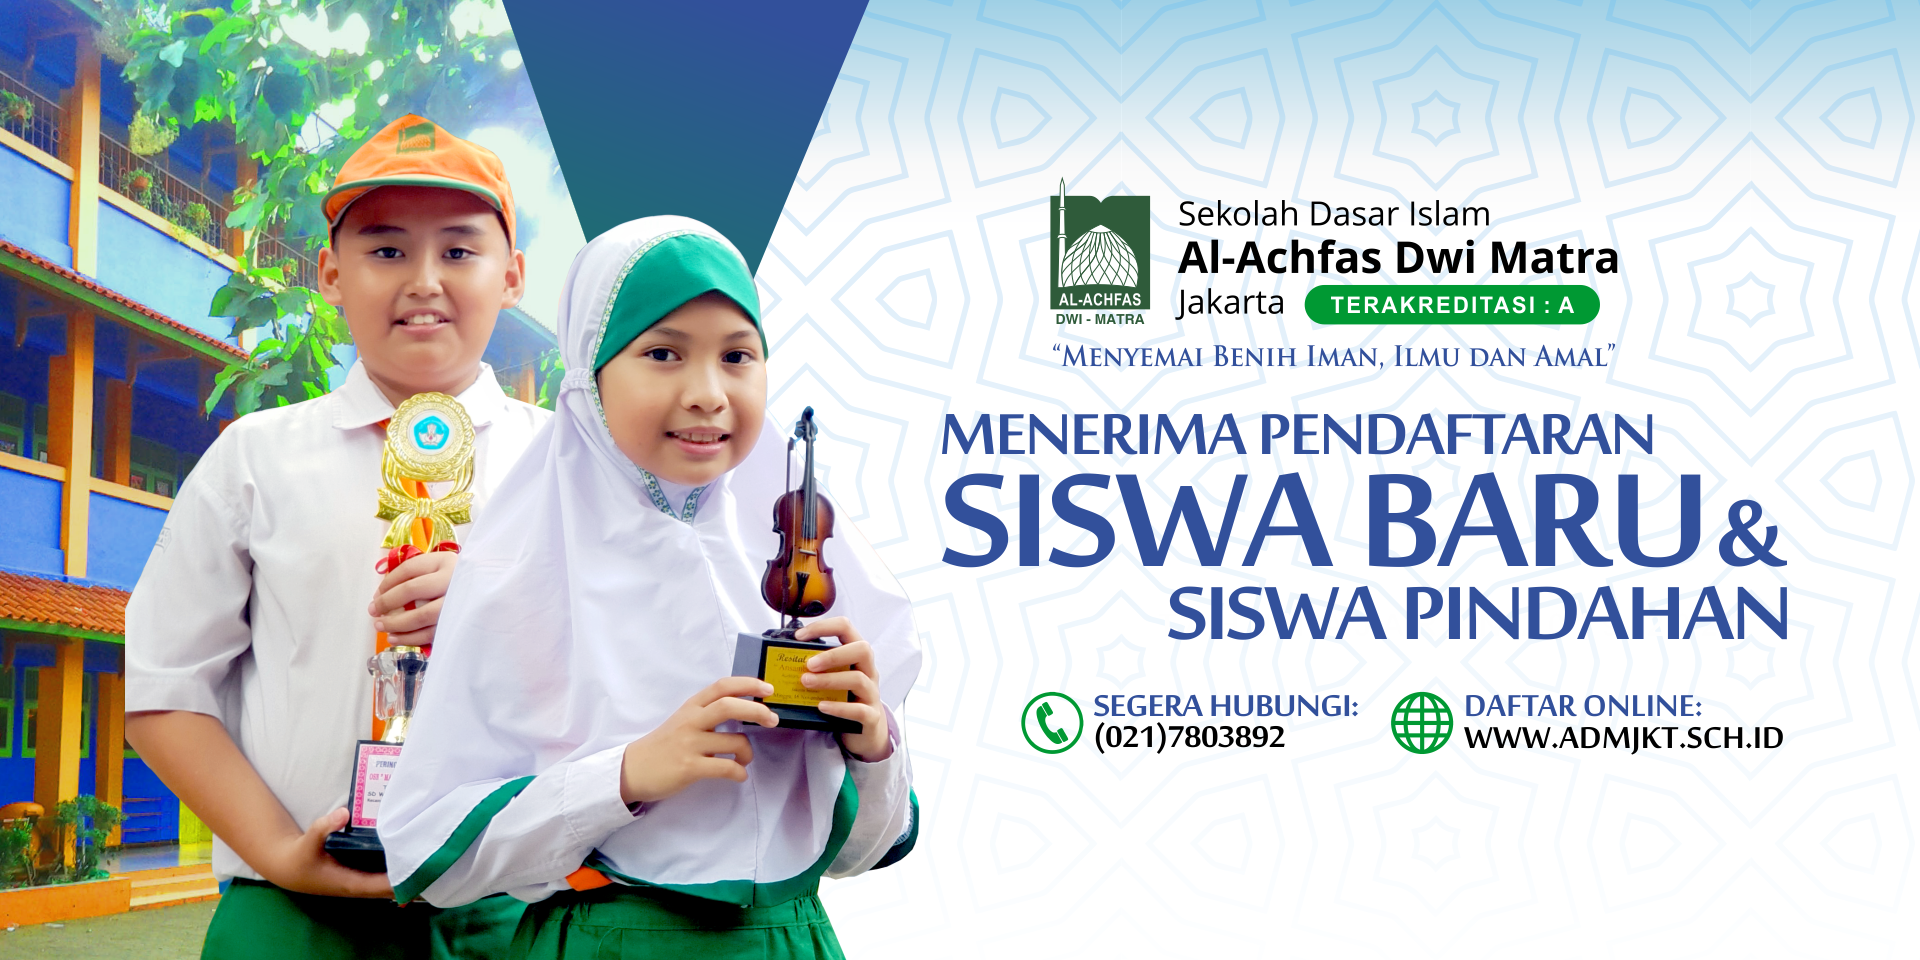 AL-ACHFAS
DWI - MATRA
Sekolah Dasar Islam
Al-Achfas Dwi Matra
Jakarta
TERAKREDITASI : A
“MENYEMAI BENIH IMAN, ILMU DAN AMAL”
MENERIMA PENDAFTARAN
SISWA BARU &
SISWA PINDAHAN
SEGERA HUBUNGI:
(021)7803892
DAFTAR ONLINE:
WWW.ADMJKT.SCH.ID
Resital